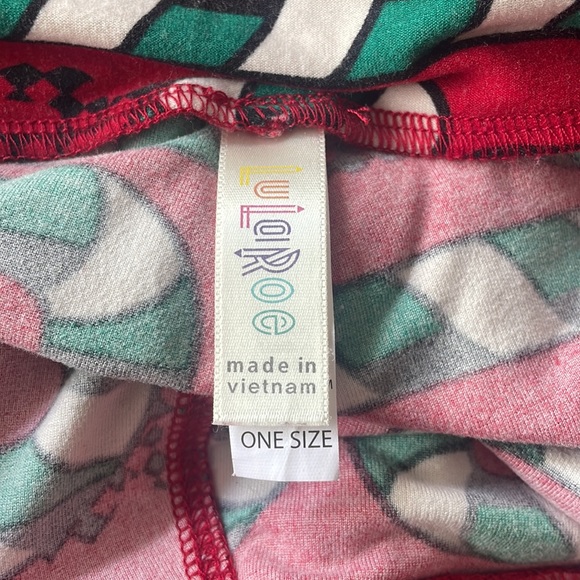 LuLaRoe
made in
vietnam
ONE SIZE